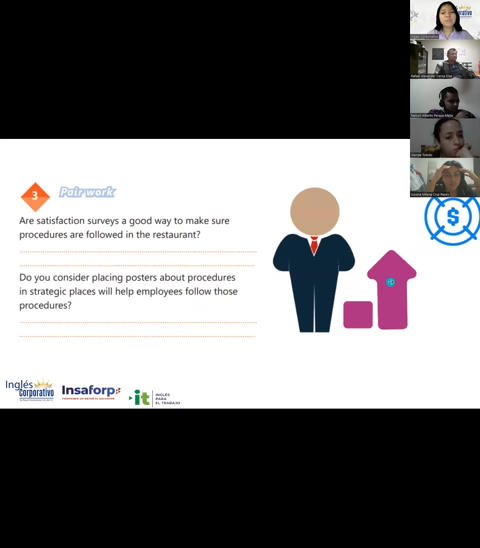 3
Pair work
Are satisfaction surveys a good way to make sure
procedures are followed in the restaurant?
Do you consider placing posters about procedures
in strategic places will help employees follow those
procedures?
$
Inglés
corporativo
Insaforp
it
INGLÉS
PARA
EL TRABAJO